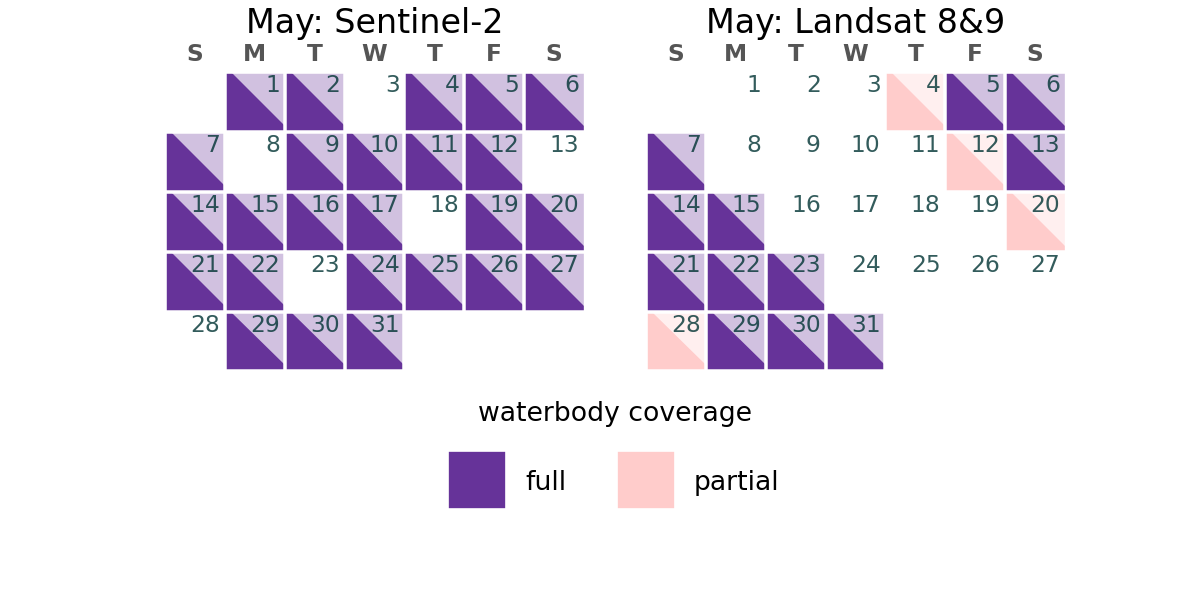 May: Sentinel-2
S M T W T F S
1 2 3 4 5 6
7 8 9 10 11 12 13
14 15 16 17 18 19 20
21 22 23 24 25 26 27
28 29 30 31
May: Landsat 8&9
S M T W T F S
1 2 3 4 5 6
7 8 9 10 11 12 13
14 15 16 17 18 19 20
21 22 23 24 25 26 27
28 29 30 31
waterbody coverage
full partial